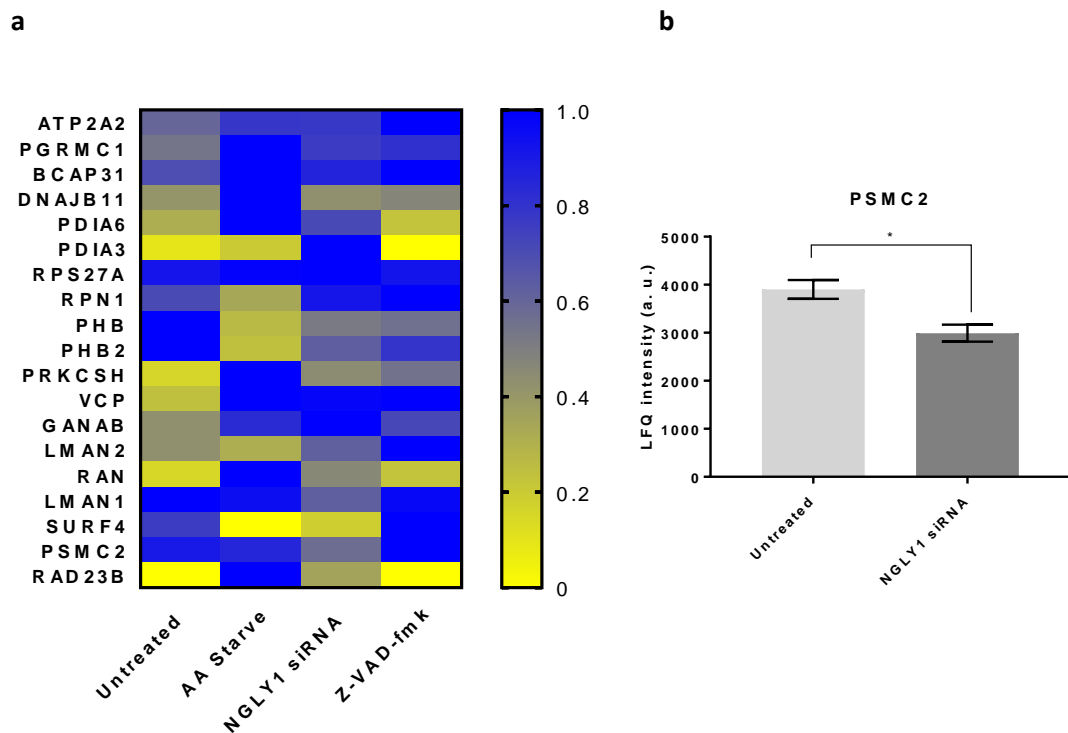 a
b
ATP2A2
PGRMC1
BCAP31
DNAJB11
PDIA6
PDIA3
RPS27A
RPN1
PHB
PHB2
PRKCSH
VCP
GANAB
LMAN2
RAN
LMAN1
SURF4
PSMC2
RAD23B
Untreated
AA Starve
NGLY1 siRNA
Z-VAD-fmk
1.0
0.8
0.6
0.4
0.2
0
PSMC2
*
LFQ intensity (a. u.)
5000
4000
3000
2000
1000
0
Untreated
NGLY1 siRNA